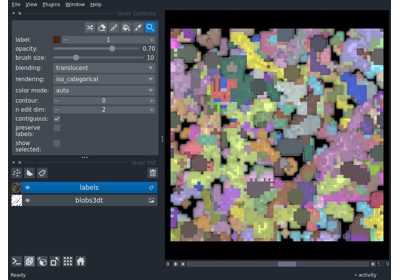 File View Plugins Window Help
layer controls
label: 1
opacity: 0.70
brush size: 10
blending: translucent
rendering: iso_categorical
color mode: auto
contour: 0
n edit dim: 2
contiguous:
preserve labels:
show selected:
layer list
labels
blobs3dt
activity